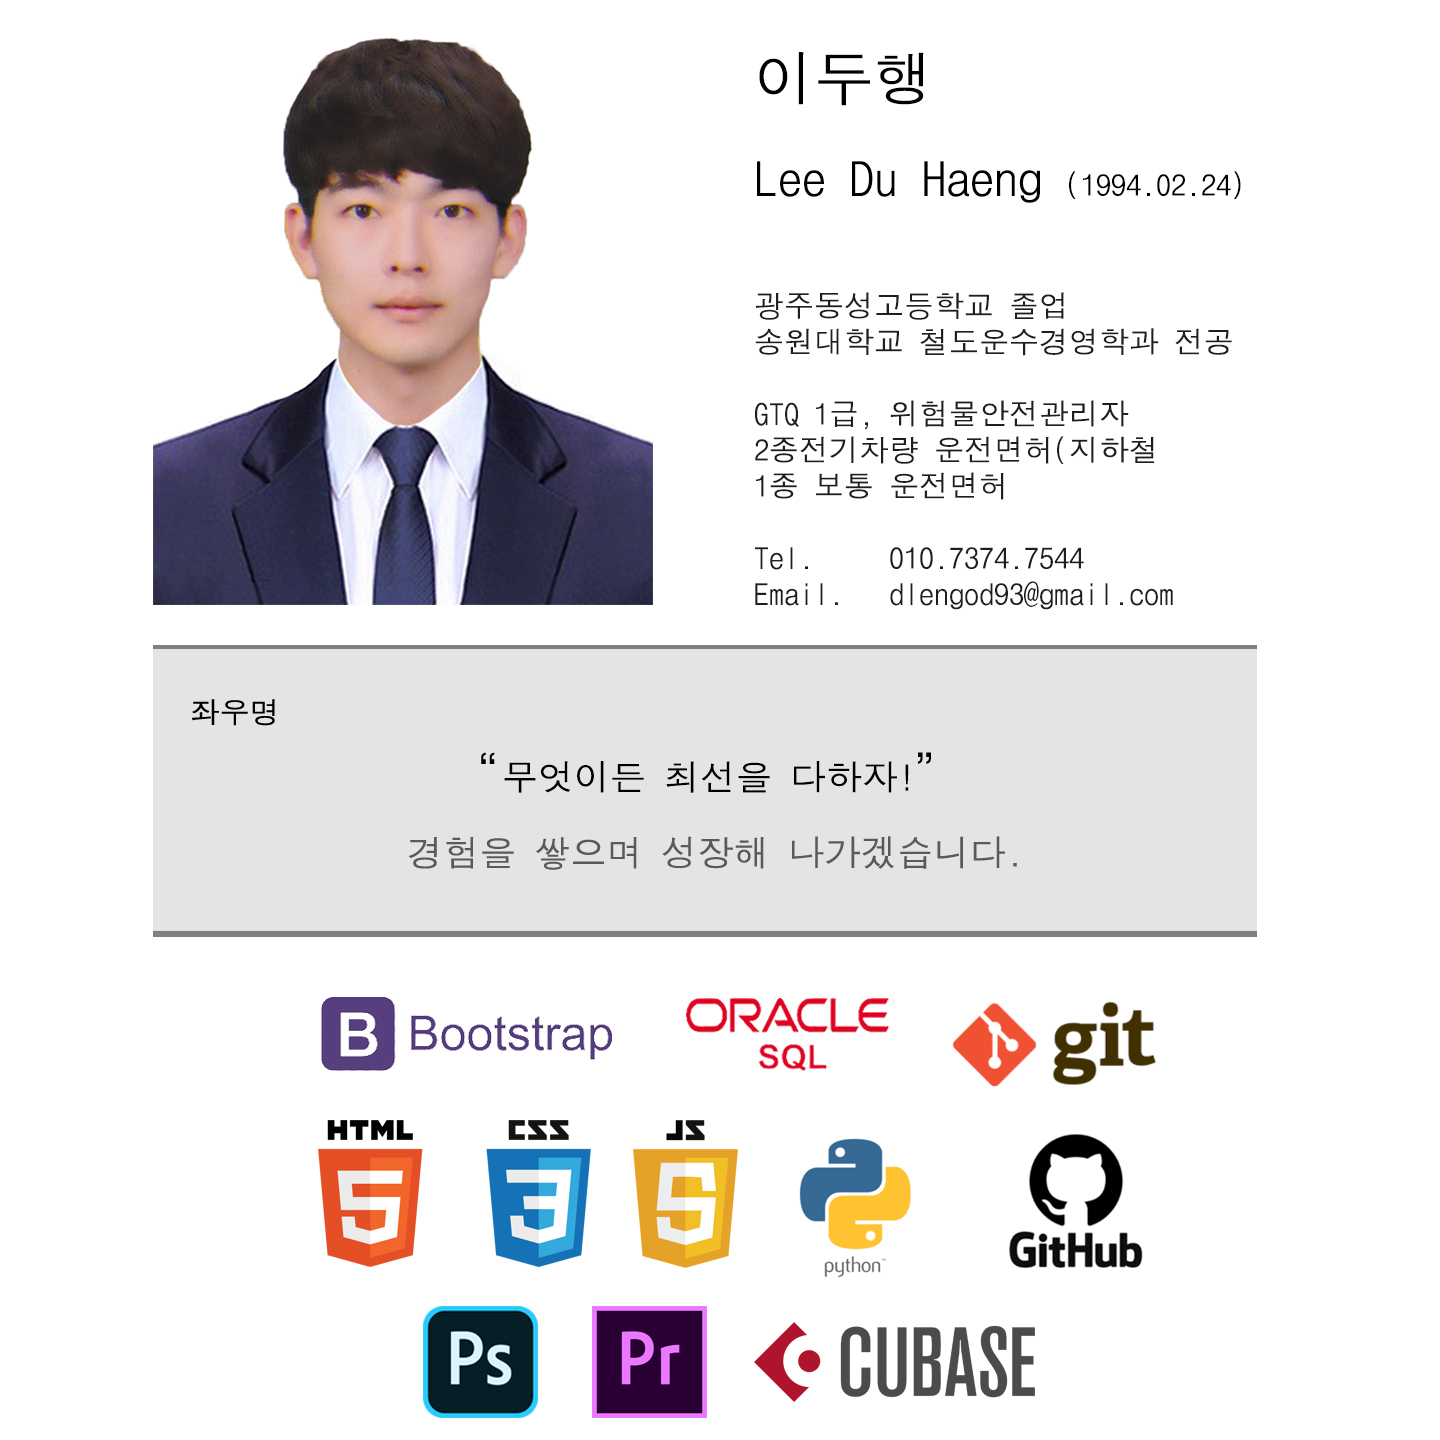 이두행
Lee Du Haeng (1994.02.24)
광주동성고등학교 졸업
송원대학교 철도운수경영학과 전공
GTQ 1급, 위험물안전관리자
2종전기차량 운전면허(지하철
1종 보통 운전면허
Tel. 010.7374.7544
Email. dlengod93@gmail.com
좌우명
“무엇이든 최선을 다하자!”
경험을 쌓으며 성장해 나가겠습니다.
B Bootstrap
ORACLE
SQL
git
HTML CSS JS
5 3 5
python™
GitHub
Ps Pr CUBASE